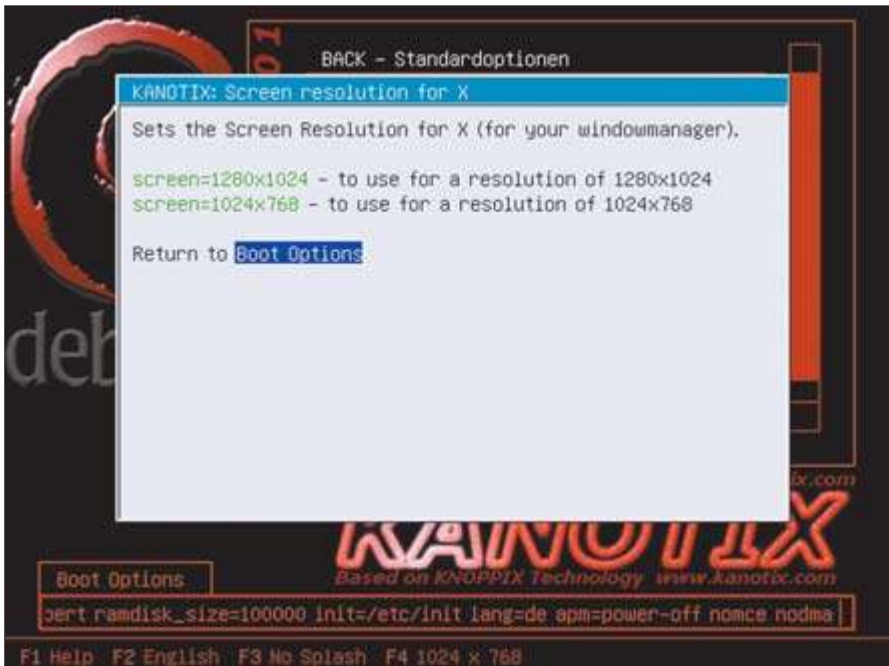 01
BACK – Standardoptionen
KANOTIX: Screen resolution for X
Sets the Screen Resolution for X (for your windowmanager).
screen=1280x1024 – to use for a resolution of 1280x1024
screen=1024x768 – to use for a resolution of 1024x768
Return to Boot Options
deb
ix.com
KANOTIX
Based on KNOPPIX Technology www.kanotix.com
Boot Options
pert ramdisk_size=100000 init=/etc/init lang=de apm=power-off nomce nodma
F1 Help F2 English F3 No Splash F4 1024 x 768